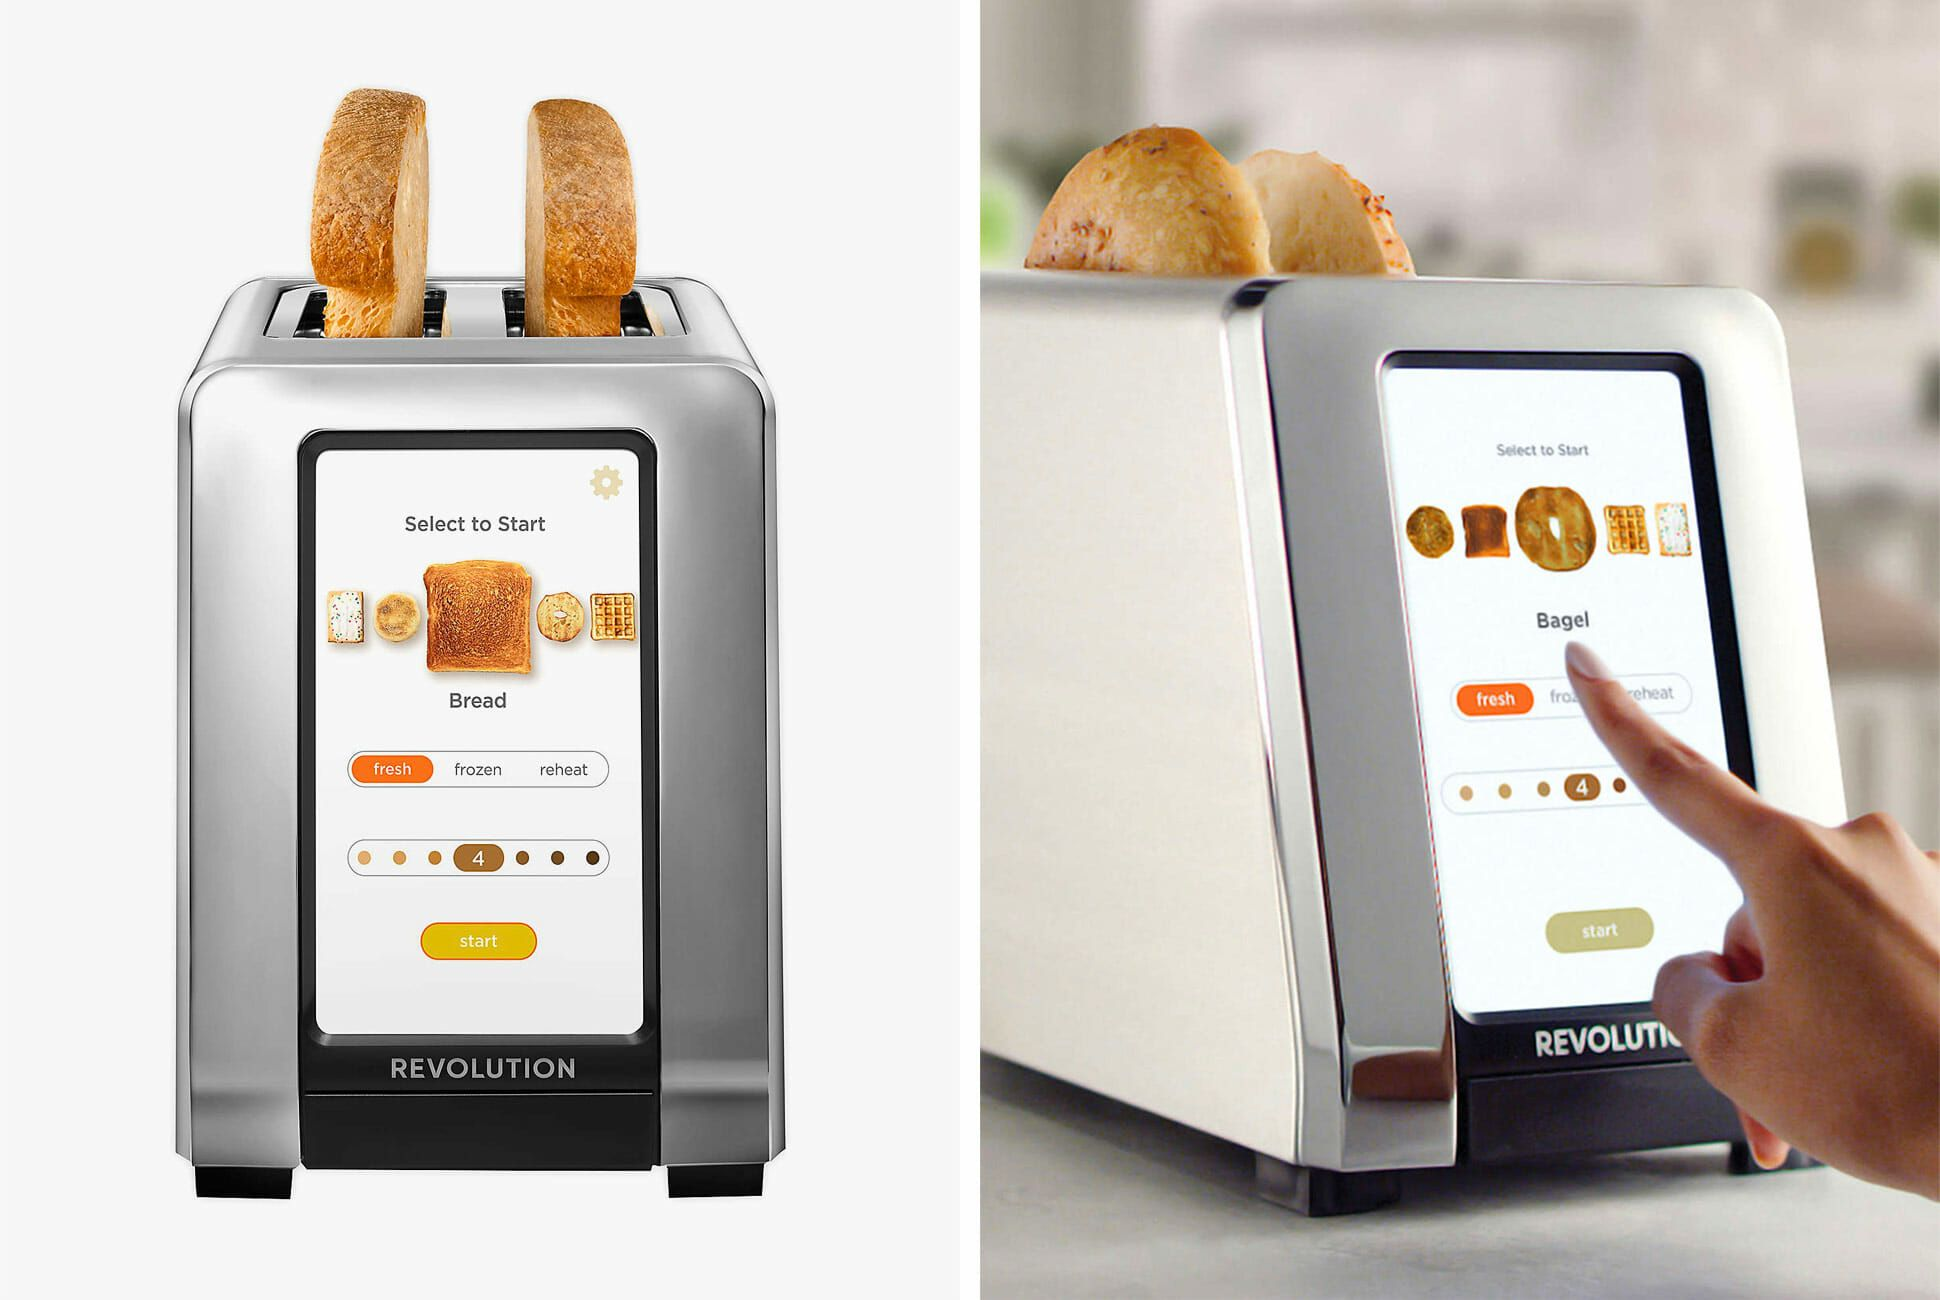 Select to Start
Bread
fresh frozen reheat
4
start
REVOLUTION
Select to Start
Bagel
fresh reheat
4
start